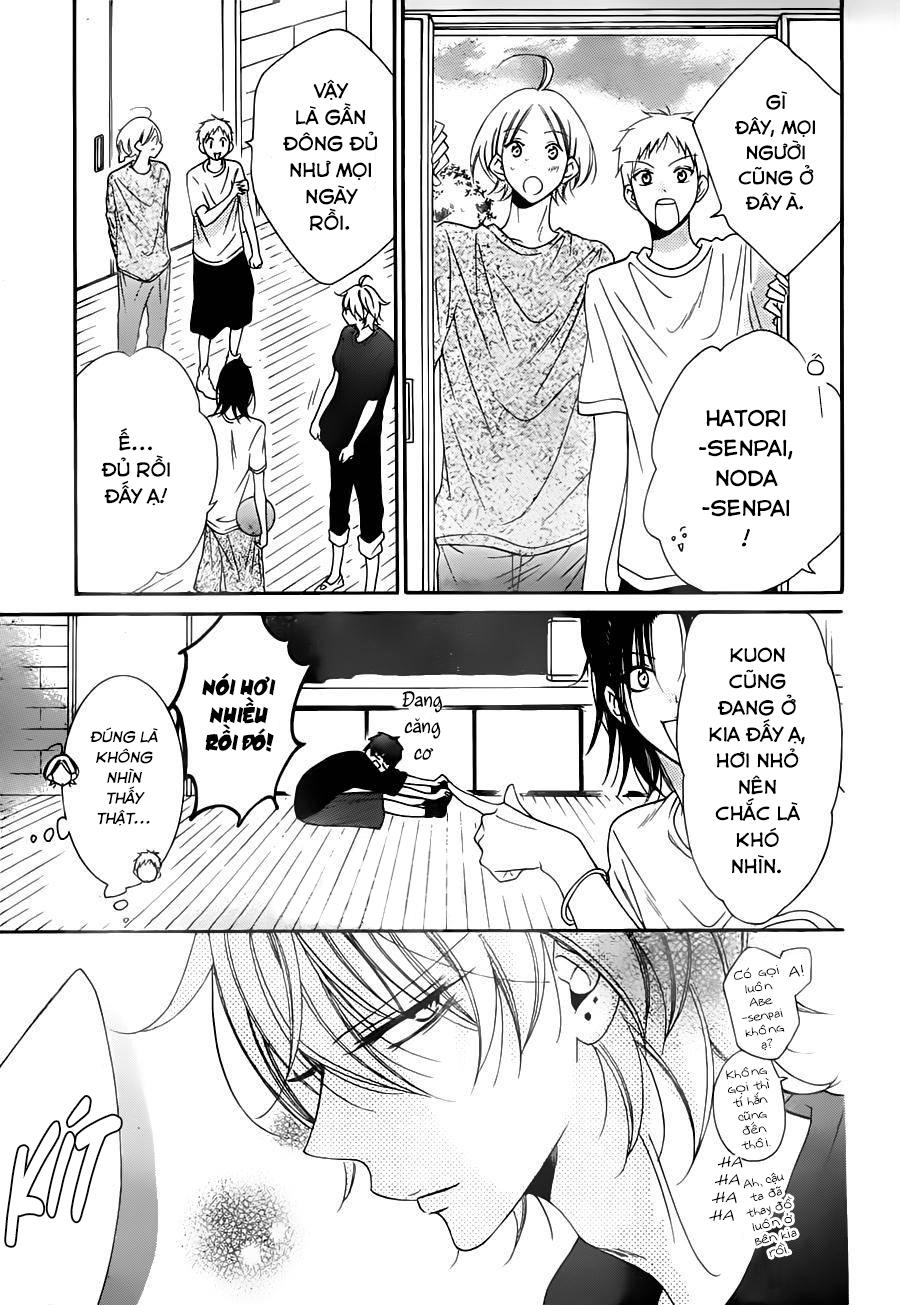 GÌ
ĐÂY, MỌI
NGƯỜI
CŨNG Ở
ĐÂY À.
Ồ
HATORI
-SENPAI,
NODA
-SENPAI
!
VẬY
LÀ GẦN
ĐÔNG ĐỦ
NHƯ MỌI
NGÀY
RỒI.
Ế...
ĐỦ RỒI
ĐẤY Ạ!
KUON
CŨNG
ĐANG Ở
KIA ĐẤY Ạ,
HƠI NHỎ
NÊN
CHẮC LÀ
KHÓ
NHÌN.
Đang
căng
cơ
NÓI HƠI
NHIỀU
RỒI ĐÓ!
ĐÚNG LÀ
KHÔNG
NHÌN
THẤY
THẬT...
A!
Có gọi
luôn
Abe
-senpai
không
ạ?
Không
gọi thì
tí hắn
cũng
đến
thôi.
HA
HA
HA
HA
Ah, cậu
ta đã
thay đồ
luôn ở
bên kia
rồi.
KÍT